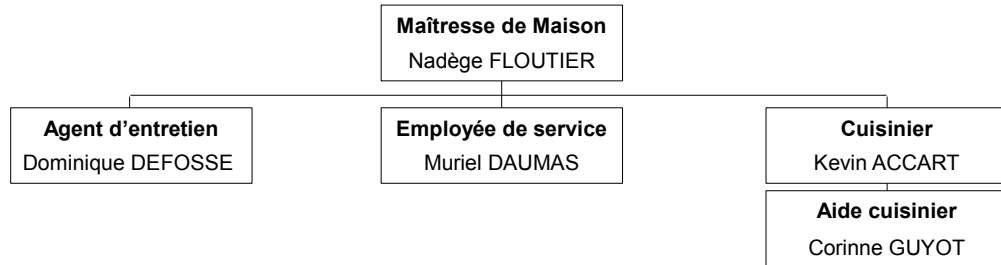 Maîtresse de Maison
Nadège FLOUTIER
Agent d’entretien
Dominique DEFOSSE
Employée de service
Muriel DAUMAS
Cuisinier
Kevin ACCART
Aide cuisinier
Corinne GUYOT